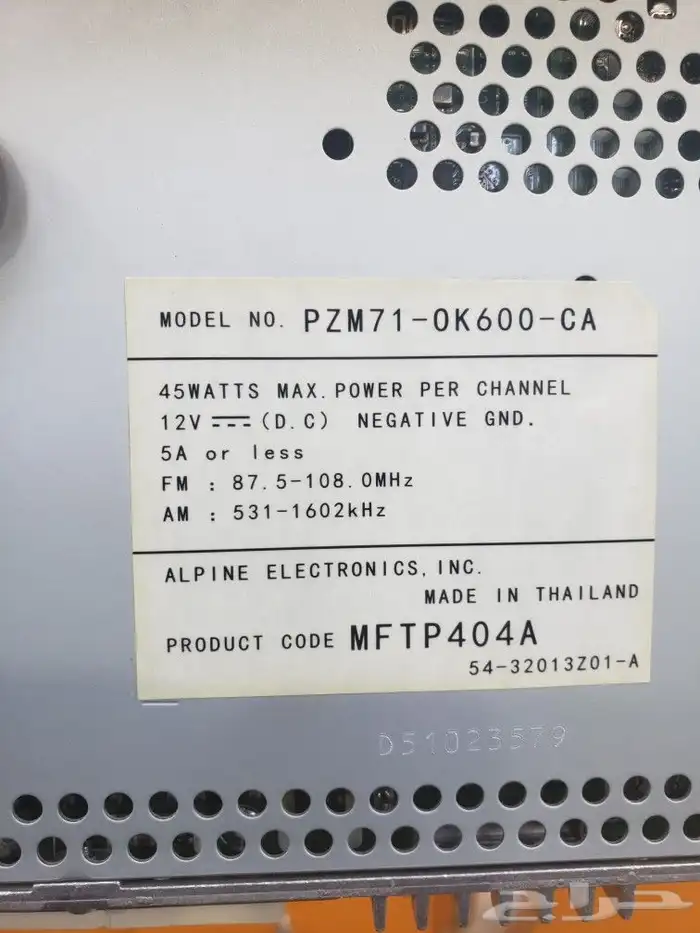 MODEL NO. PZM71-0K600-CA
45WATTS MAX. POWER PER CHANNEL
12V ⎓ (D.C) NEGATIVE GND.
5A or less
FM : 87.5-108.0MHz
AM : 531-1602kHz
ALPINE ELECTRONICS, INC.
MADE IN THAILAND
PRODUCT CODE MFTP404A
54-32013Z01-A
D51023579
حراج